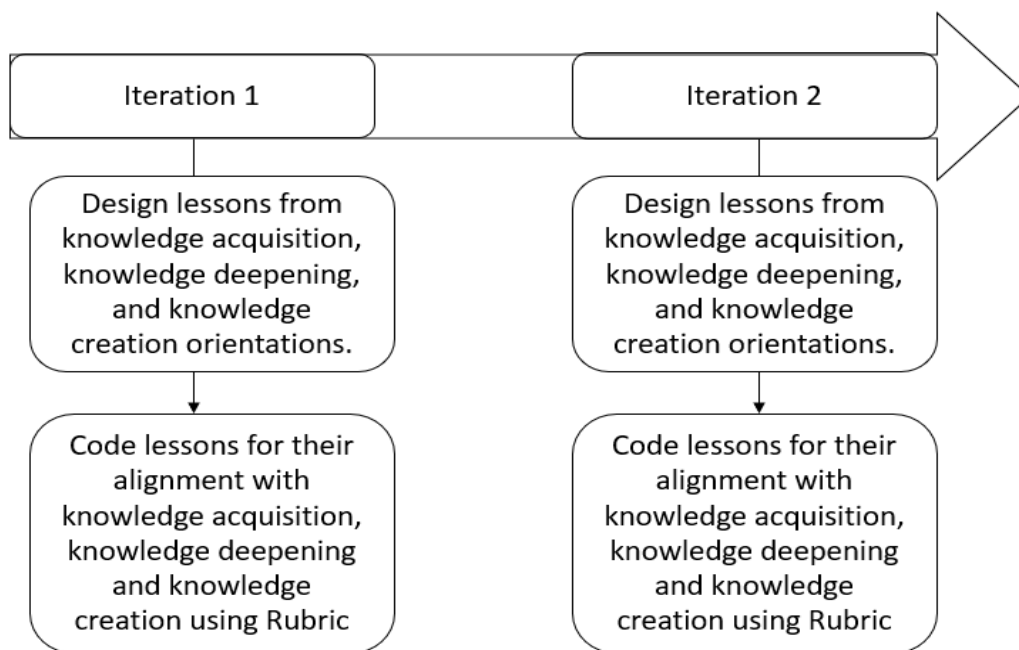 Iteration 1
Iteration 2
Design lessons from
knowledge acquisition,
knowledge deepening,
and knowledge
creation orientations.
Design lessons from
knowledge acquisition,
knowledge deepening,
and knowledge
creation orientations.
Code lessons for their
alignment with
knowledge acquisition,
knowledge deepening
and knowledge
creation using Rubric
Code lessons for their
alignment with
knowledge acquisition,
knowledge deepening
and knowledge
creation using Rubric